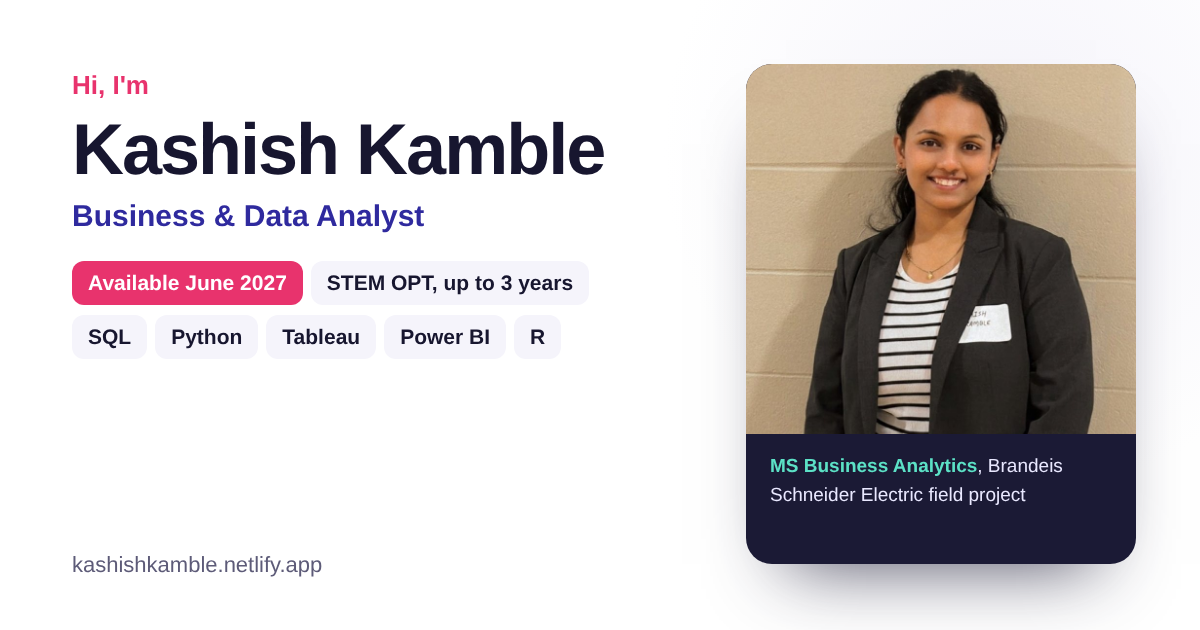 Hi, I'm
Kashish Kamble
Business & Data Analyst
Available June 2027
STEM OPT, up to 3 years
SQL
Python
Tableau
Power BI
R
kashishkamble.netlify.app
MS Business Analytics, Brandeis
Schneider Electric field project